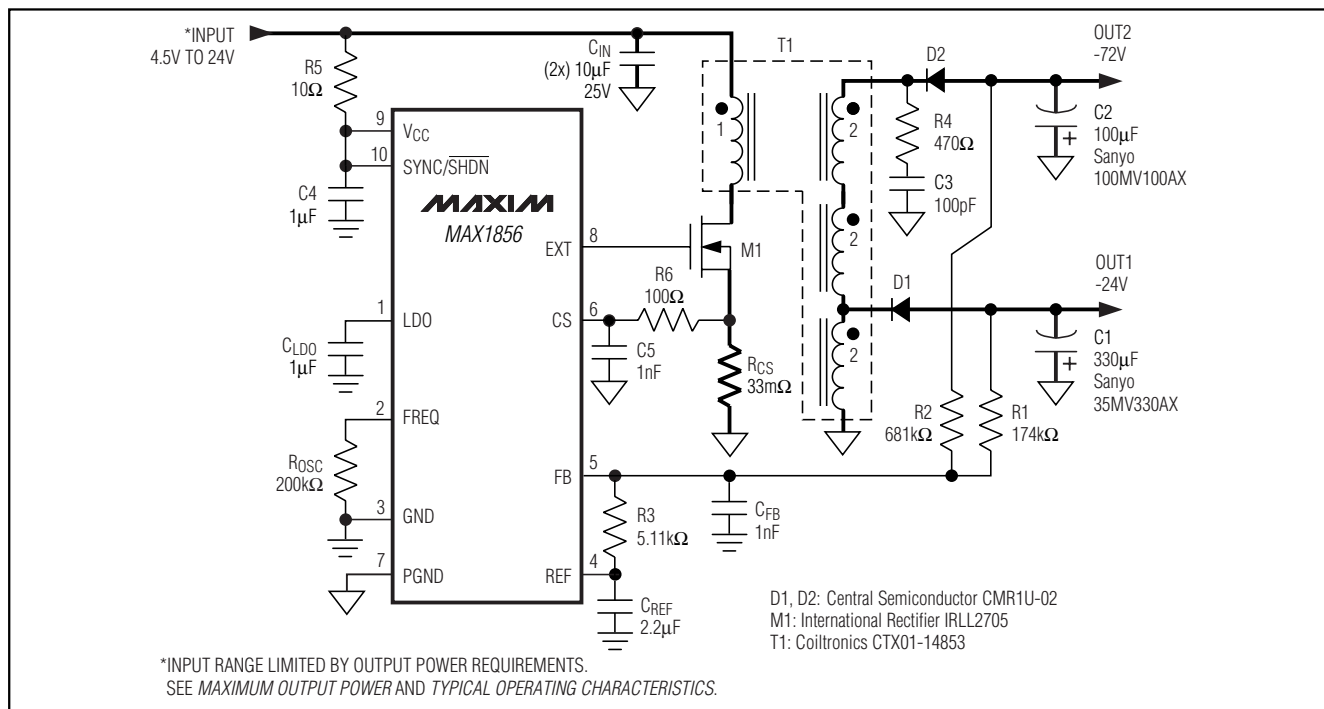 *INPUT
4.5V TO 24V
R5
10Ω
CIN
(2x) 10μF
25V
T1
D2
OUT2
-72V
1
2
R4
470Ω
C3
100pF
C2
100μF
Sanyo
100MV100AX
9
VCC
10
SYNC/SHDN
C4
1μF
MAXIM
MAX1856
EXT
8
M1
2
R6
100Ω
D1
OUT1
-24V
1
LDO
CLDO
1μF
6
CS
C5
1nF
RCS
33mΩ
2
C1
330μF
Sanyo
35MV330AX
2
FREQ
ROSC
200kΩ
R2
681kΩ
R1
174kΩ
5
FB
3
GND
R3
5.11kΩ
CFB
1nF
7
PGND
4
REF
CREF
2.2μF
D1, D2: Central Semiconductor CMR1U-02
M1: International Rectifier IRLL2705
T1: Coiltronics CTX01-14853
*INPUT RANGE LIMITED BY OUTPUT POWER REQUIREMENTS.
SEE MAXIMUM OUTPUT POWER AND TYPICAL OPERATING CHARACTERISTICS.